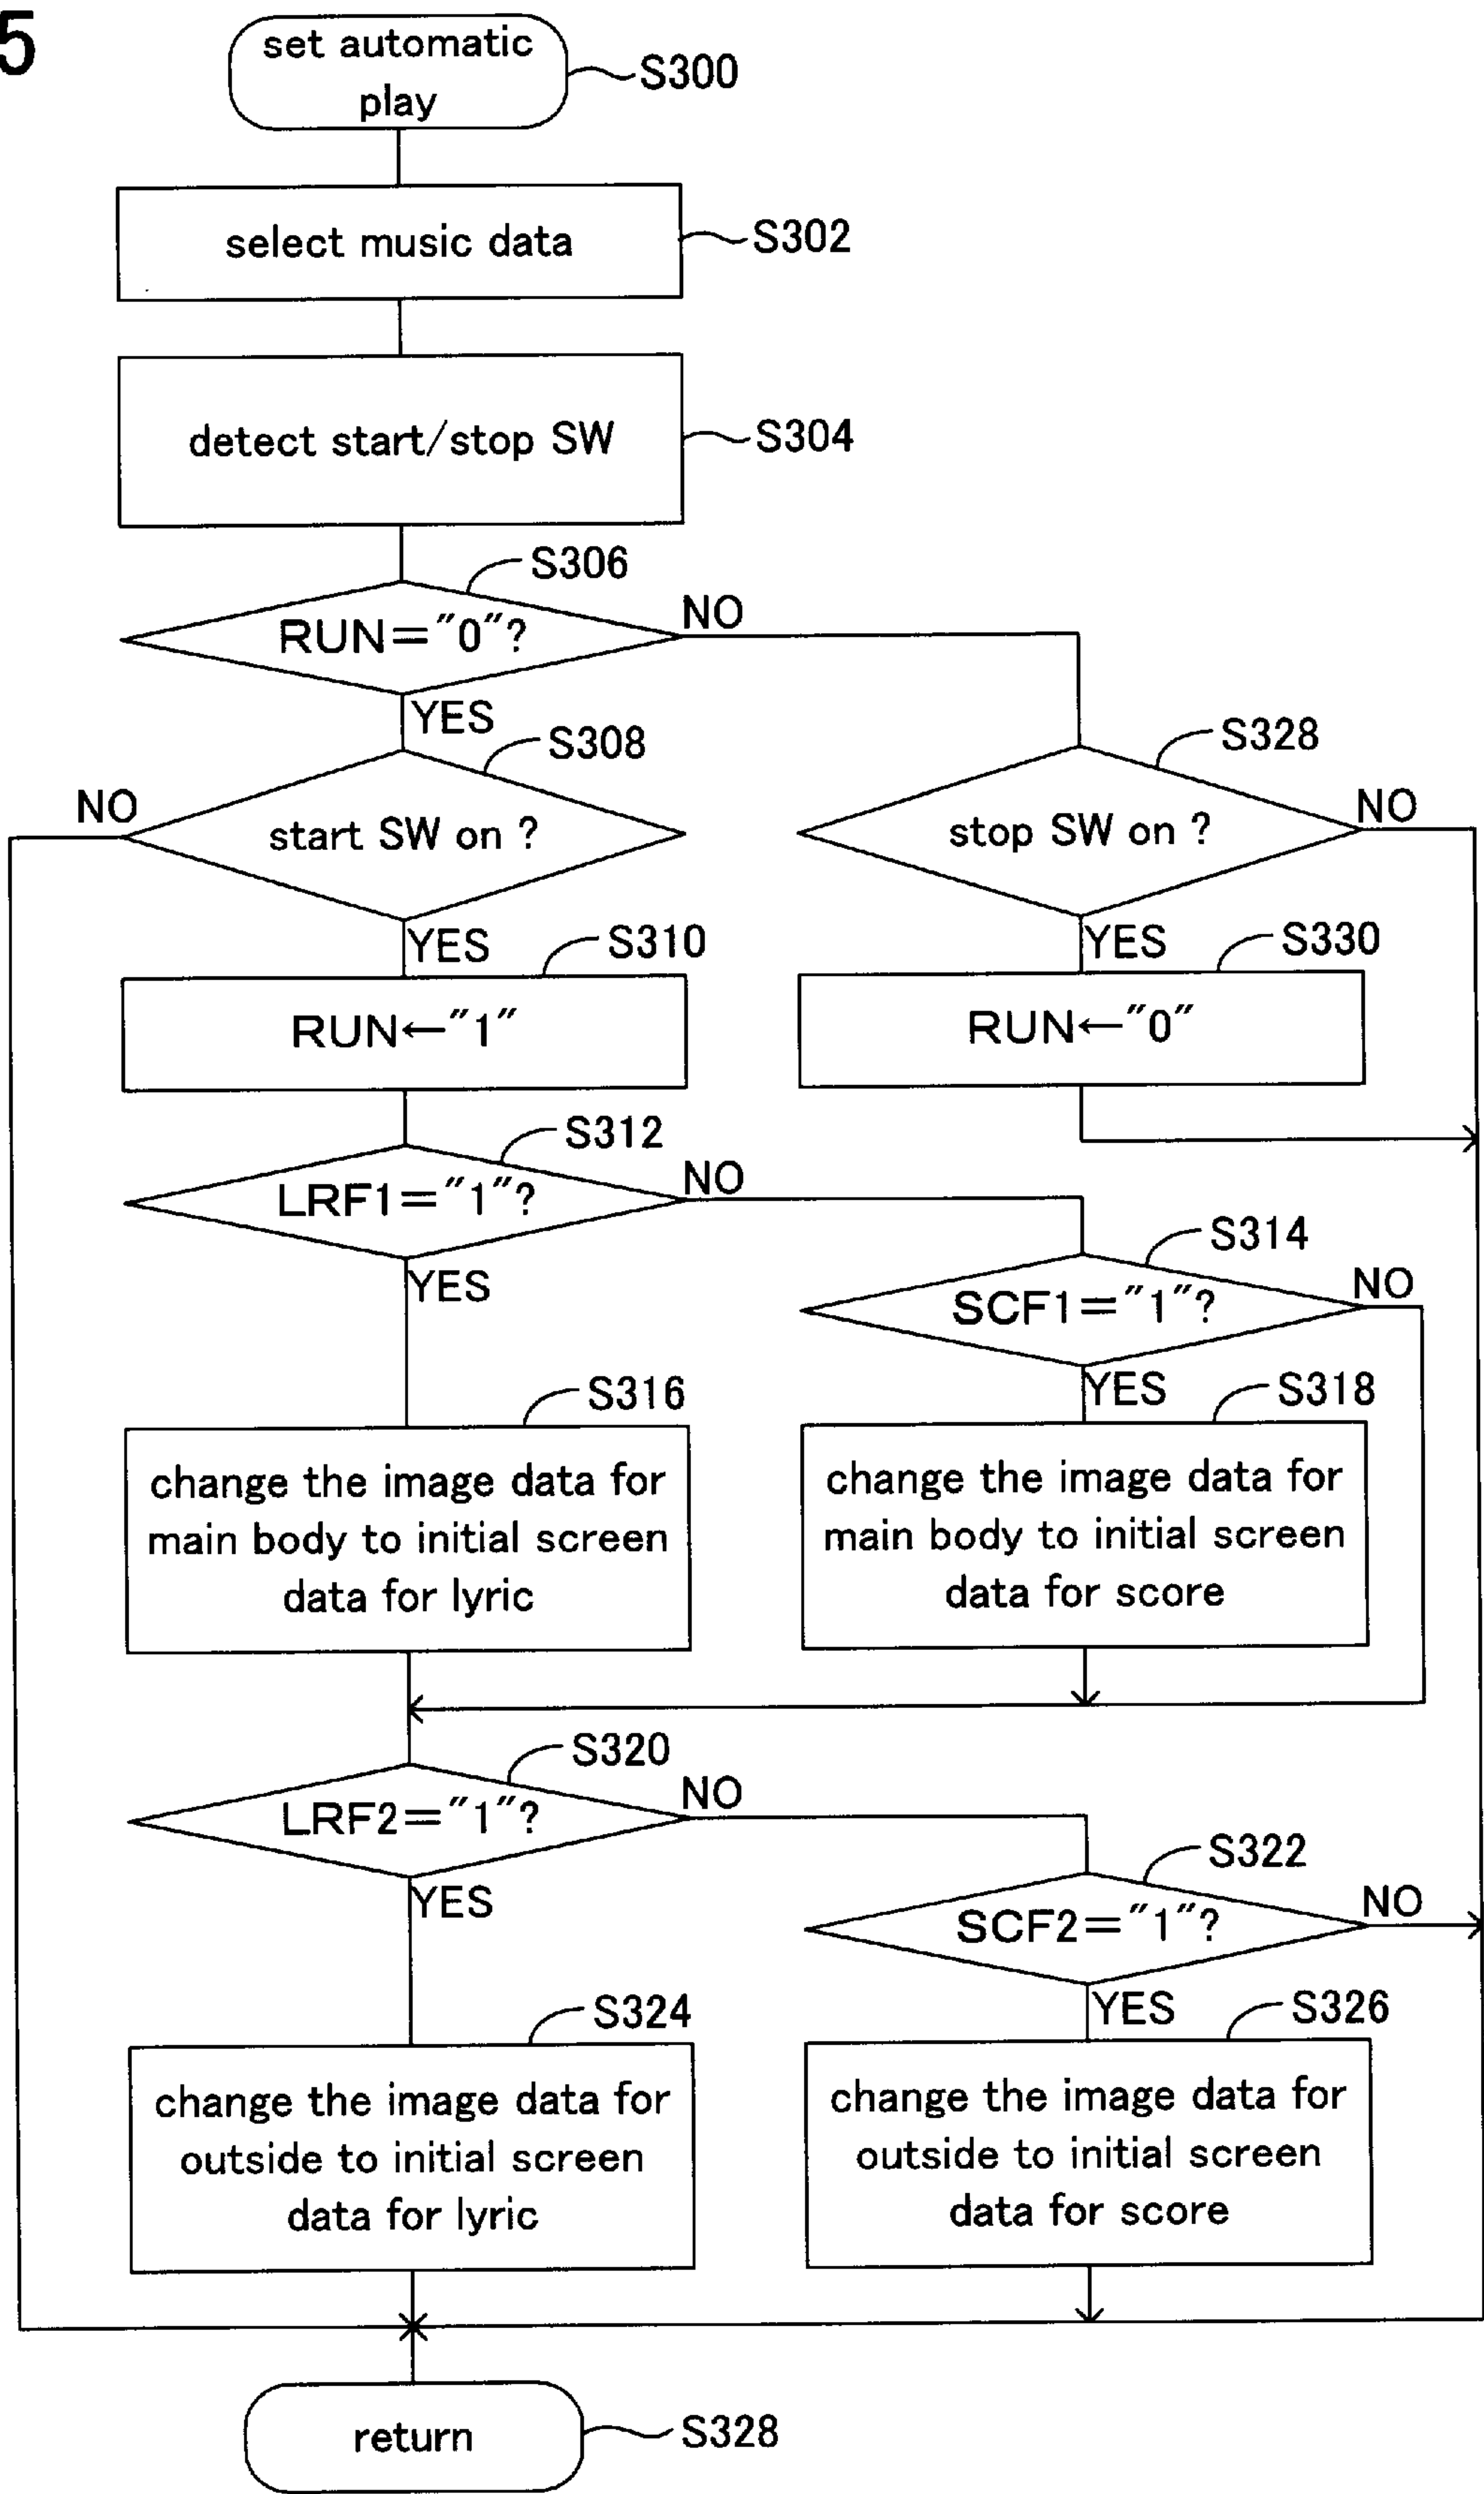 5
set automatic
play
S300
select music data
S302
detect start/stop SW
S304
S306
RUN="0"?
NO
YES
S308
S328
NO
start SW on ?
stop SW on ?
NO
YES
S310
YES
S330
RUN←"1"
RUN←"0"
S312
LRF1="1"?
NO
YES
S314
SCF1="1"?
NO
YES
S316
S318
change the image data for
main body to initial screen
data for lyric
change the image data for
main body to initial screen
data for score
S320
LRF2="1"?
NO
YES
S322
SCF2="1"?
NO
YES
S324
S326
change the image data for
outside to initial screen
data for lyric
change the image data for
outside to initial screen
data for score
return
S328